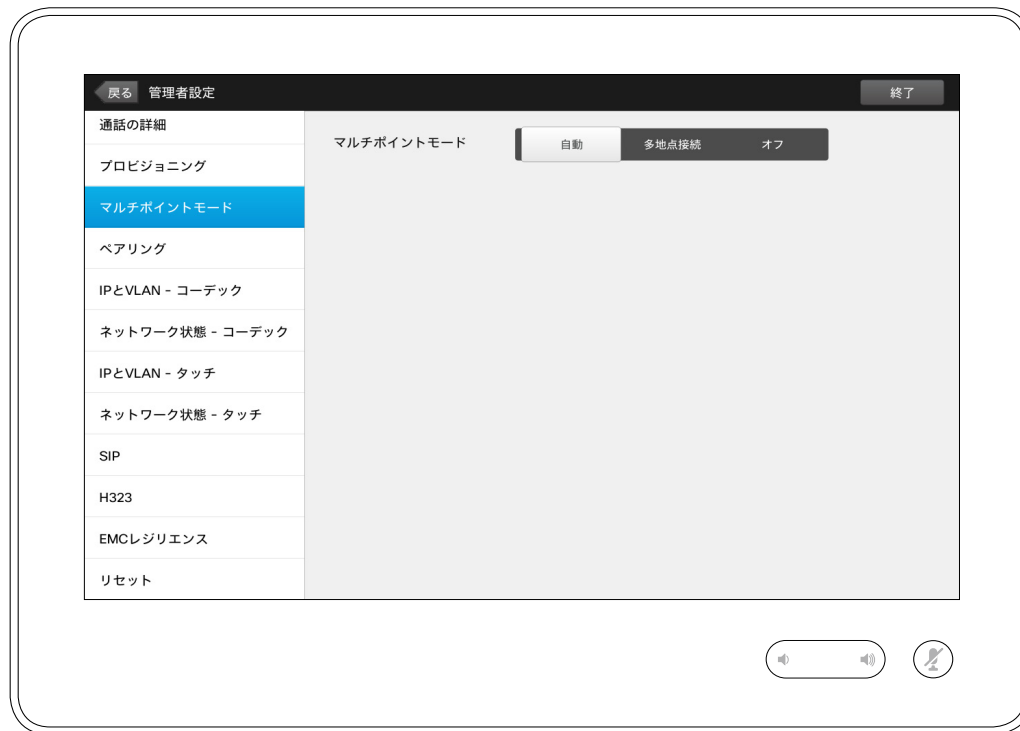 戻る 管理者設定 終了
通話の詳細
マルチポイントモード 自動 多地点接続 オフ
プロビジョニング
マルチポイントモード
ペアリング
IPとVLAN - コーデック
ネットワーク状態 - コーデック
IPとVLAN - タッチ
ネットワーク状態 - タッチ
SIP
H323
EMCレジリエンス
リセット